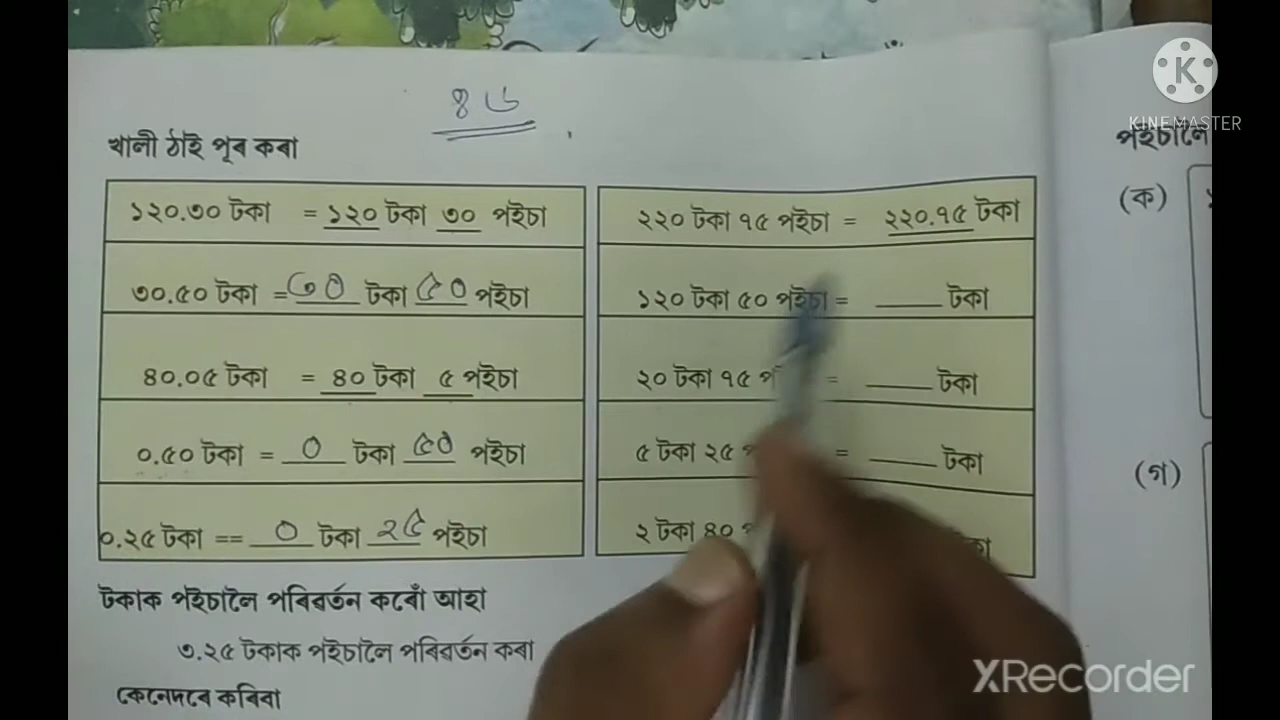 ৪৬
KINEMASTER
খালী ঠাই পূৰ কৰা
পইচালৈ
১২০.৩০ টকা = ১২০ টকা ৩০ পইচা
২২০ টকা ৭৫ পইচা = ২২০.৭৫ টকা
(ক)
৩০.৫০ টকা = ৩০ টকা ৫০ পইচা
১২০ টকা ৫০ পইচা = ____ টকা
৪০.০৫ টকা = ৪০ টকা ৫ পইচা
২০ টকা ৭৫ = ____ টকা
০.৫০ টকা = ০ টকা ৫০ পইচা
৫ টকা ২৫ = ____ টকা
(গ)
০.২৫ টকা == ০ টকা ২৫ পইচা
২ টকা ৪০
টকাক পইচালৈ পৰিৱৰ্তন কৰোঁ আহা
৩.২৫ টকাক পইচালৈ পৰিৱৰ্তন কৰা
কেনেদৰে কৰিবা
XRecorder